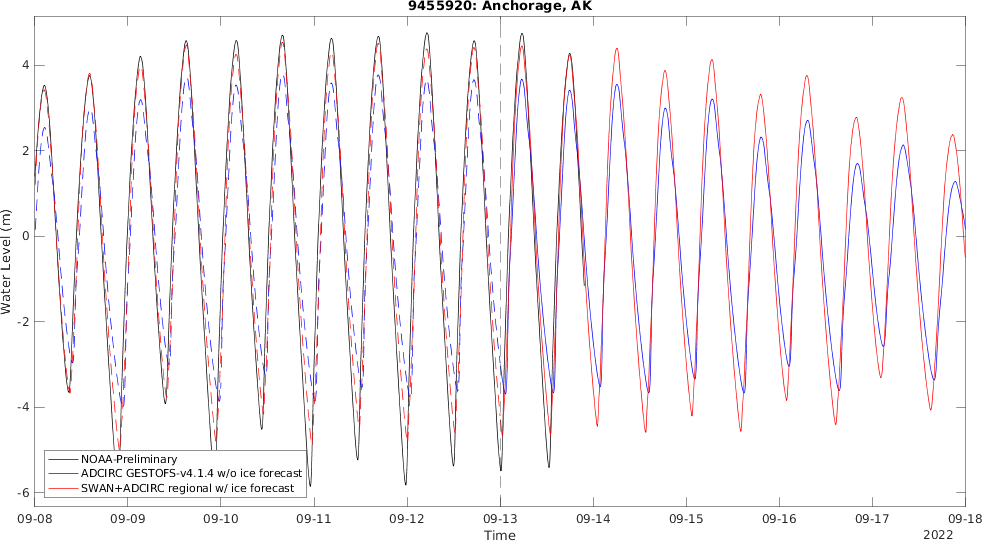 9455920: Anchorage, AK
Water Level (m)
4
2
0
-2
-4
-6
NOAA-Preliminary
ADCIRC GESTOFS-v4.1.4 w/o ice forecast
SWAN+ADCIRC regional w/ ice forecast
09-08 09-09 09-10 09-11 09-12 09-13 09-14 09-15 09-16 09-17 09-18
Time
2022